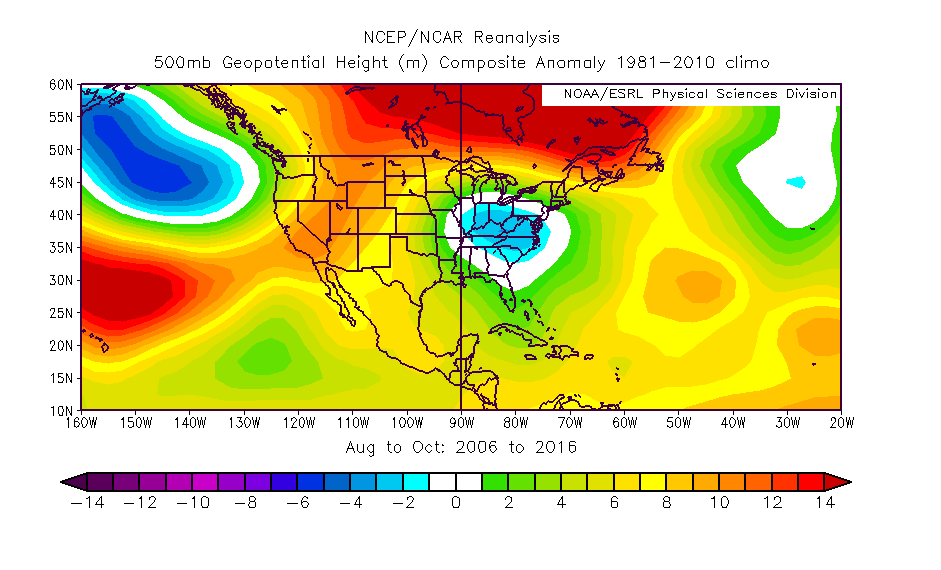 NCEP/NCAR Reanalysis
500mb Geopotential Height (m) Composite Anomaly 1981-2010 climo
NOAA/ESRL Physical Sciences Division
60N
55N
50N
45N
40N
35N
30N
25N
20N
15N
10N
160W 150W 140W 130W 120W 110W 100W 90W 80W 70W 60W 50W 40W 30W 20W
Aug to Oct: 2006 to 2016
-14 -12 -10 -8 -6 -4 -2 0 2 4 6 8 10 12 14